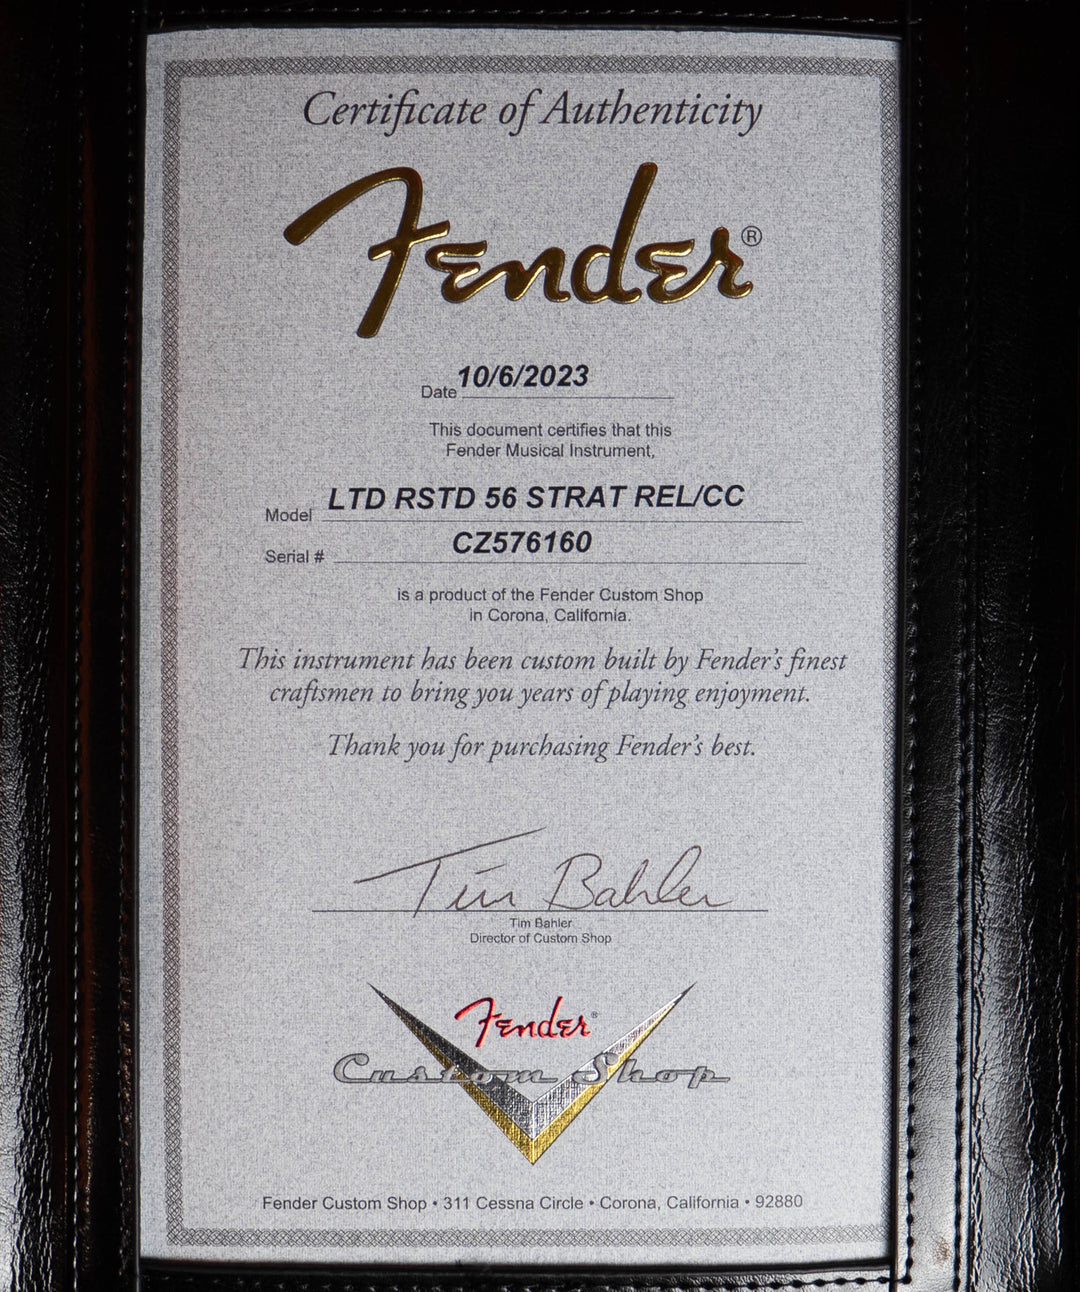 Certificate of Authenticity
Fender®
Date 10/6/2023
This document certifies that this
Fender Musical Instrument,
Model LTD RSTD 56 STRAT REL/CC
Serial # CZ576160
is a product of the Fender Custom Shop
in Corona, California.
This instrument has been custom built by Fender's finest
craftsmen to bring you years of playing enjoyment.
Thank you for purchasing Fender's best.
Tim Bahler
Tim Bahler
Director of Custom Shop
Fender®
Custom Shop
Fender Custom Shop • 311 Cessna Circle • Corona, California • 92880